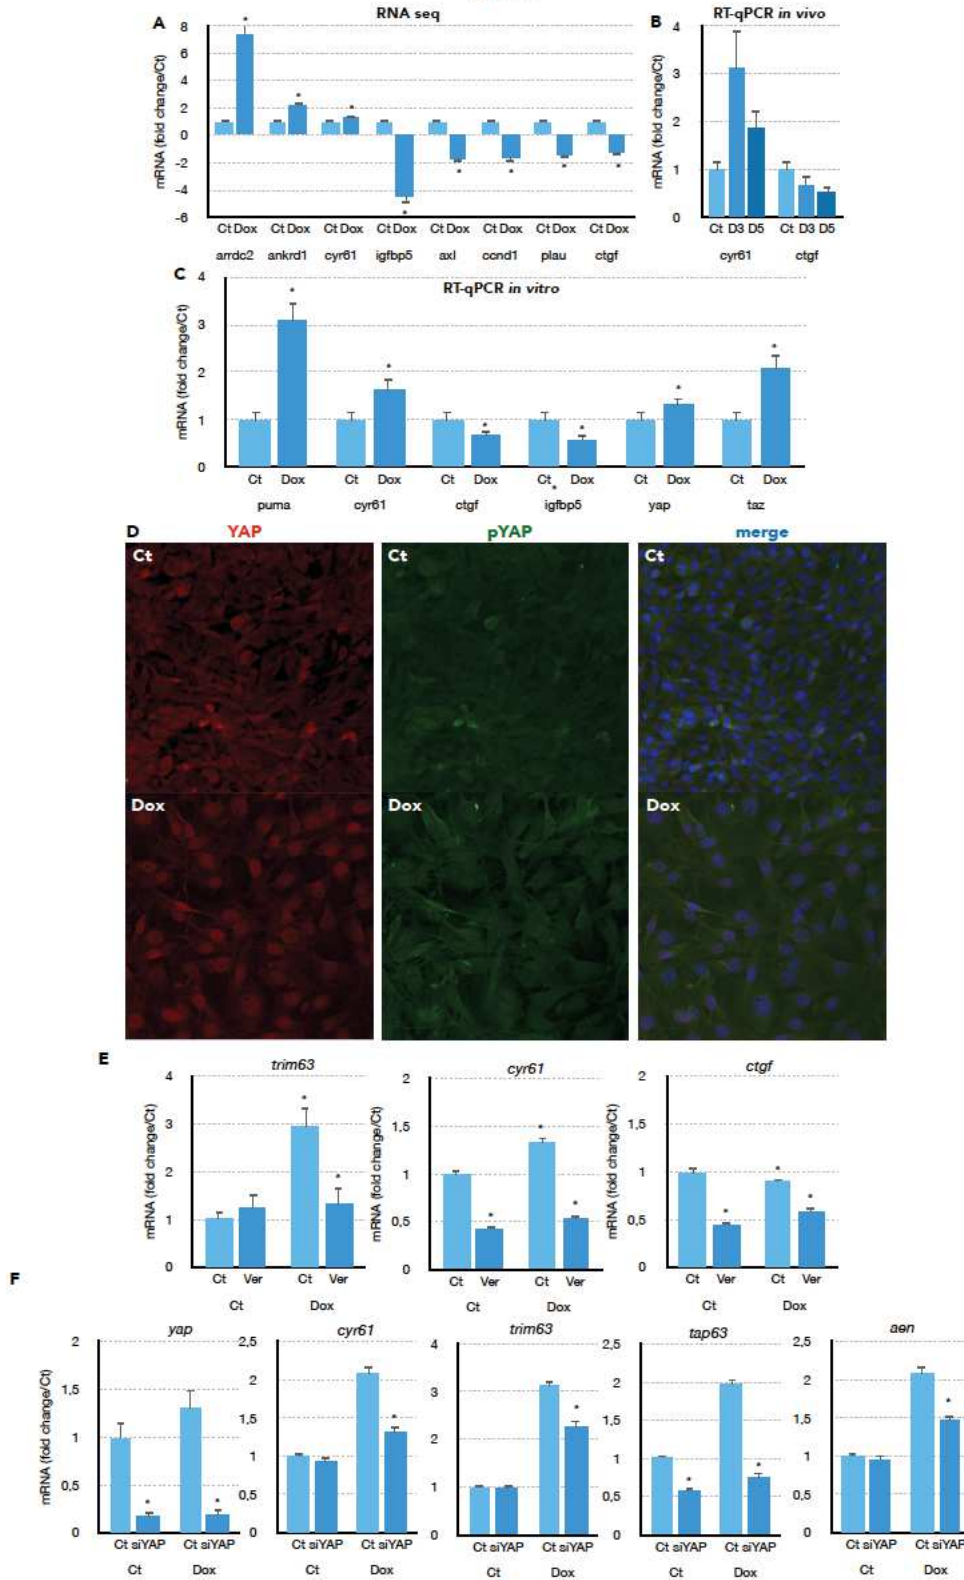 A
RNA seq
B
RT-qPCR in vivo
mRNA (fold change/Ct)
8
6
4
2
0
-2
-4
-6
* * * * * * * *
Ct Dox Ct Dox Ct Dox Ct Dox Ct Dox Ct Dox Ct Dox Ct Dox
arrdc2 ankrd1 cyr61 igfbp5 axl ccnd1 plau ctgf
mRNA (fold change/Ct)
4
3
2
1
0
Ct D3 D5 Ct D3 D5
cyr61 ctgf
C
RT-qPCR in vitro
mRNA (fold change/Ct)
4
3
2
1
0
* * * * * *
Ct Dox Ct Dox Ct Dox Ct Dox Ct Dox Ct Dox
*
puma cyr61 ctgf igfbp5 yap taz
D
YAP pYAP merge
Ct Ct Ct
Dox Dox Dox
E
trim63
mRNA (fold change/Ct)
4
3
2
1
0
* *
Ct Ver Ct Ver
Ct Dox
cyr61
mRNA (fold change/Ct)
2
1,5
1
0,5
0
* * *
Ct Ver Ct Ver
Ct Dox
ctgf
mRNA (fold change/Ct)
2
1,5
1
0,5
0
* * *
Ct Ver Ct Ver
Ct Dox
F
yap
mRNA (fold change/Ct)
2
1,5
1
0,5
0
* *
Ct siYAP Ct siYAP
Ct Dox
cyr61
2,5
2
1,5
1
0,5
0
*
Ct siYAP Ct siYAP
Ct Dox
trim63
4
3
2
1
0
*
Ct siYAP Ct siYAP
Ct Dox
tap63
2,5
2
1,5
1
0,5
0
* *
Ct siYAP Ct siYAP
Ct Dox
aen
2,5
2
1,5
1
0,5
0
*
Ct siYAP Ct siYAP
Ct Dox